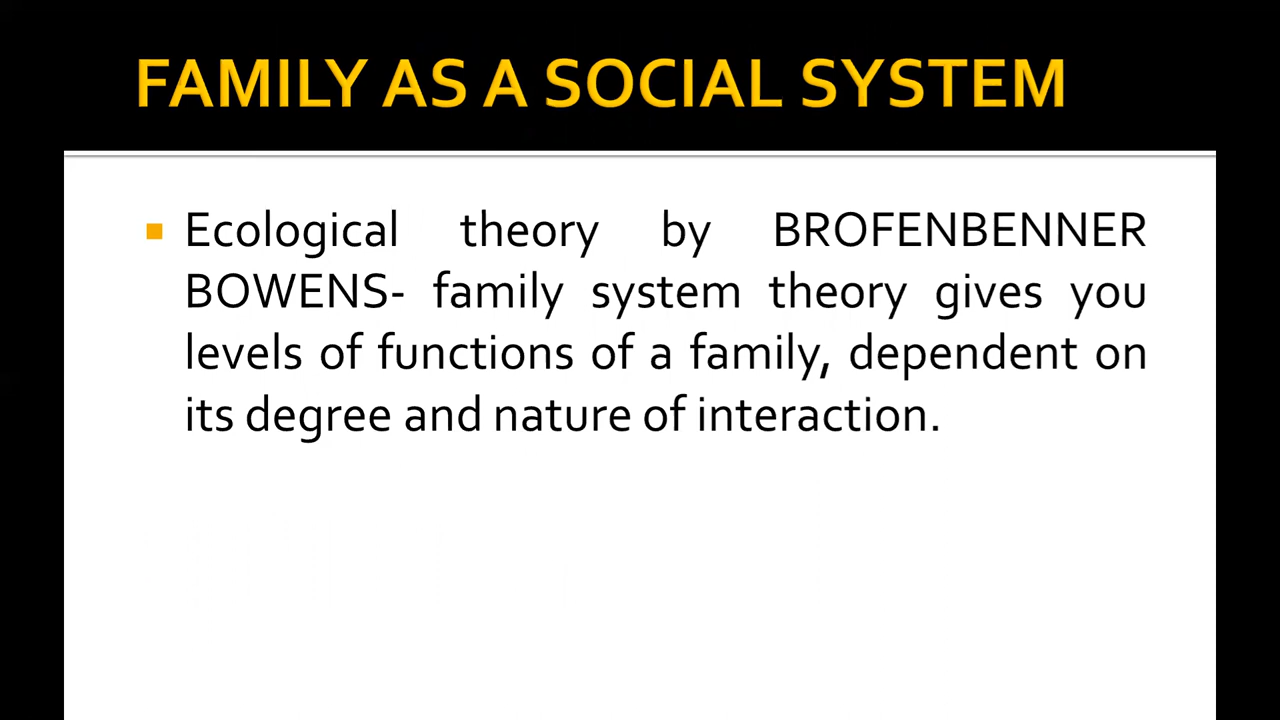 FAMILY AS A SOCIAL SYSTEM
Ecological theory by BROFENBENNER
BOWENS- family system theory gives you
levels of functions of a family, dependent on
its degree and nature of interaction.